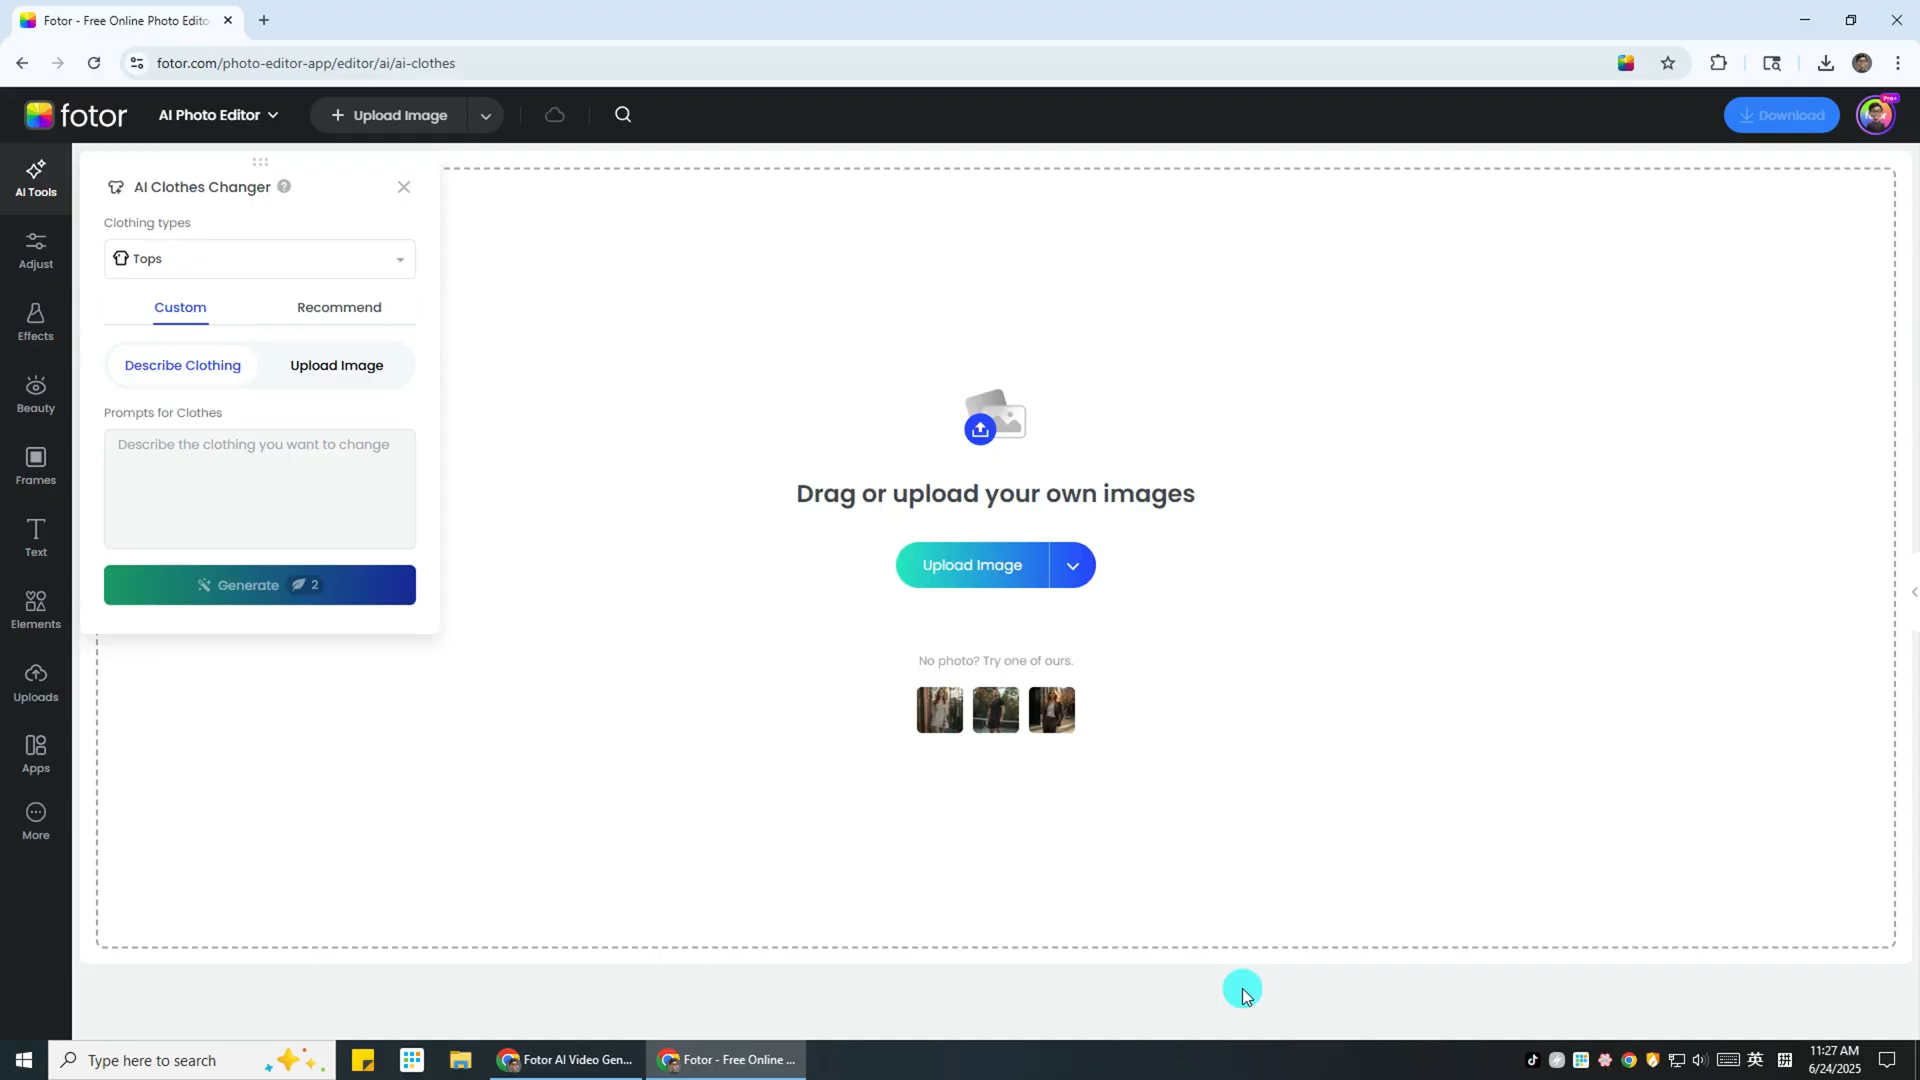 Fotor - Free Online Photo Edito
fotor.com/photo-editor-app/editor/ai/ai-clothes
fotor
AI Photo Editor
Upload Image
Download
Pro+
AI Tools
Adjust
Effects
Beauty
Frames
Text
Elements
Uploads
Apps
More
AI Clothes Changer
Clothing types
Tops
Custom
Recommend
Describe Clothing
Upload Image
Prompts for Clothes
Describe the clothing you want to change
Generate 2
Drag or upload your own images
Upload Image
No photo? Try one of ours.
Type here to search
Fotor AI Video Gen...
Fotor - Free Online ...
英
拼
11:27 AM
6/24/2025